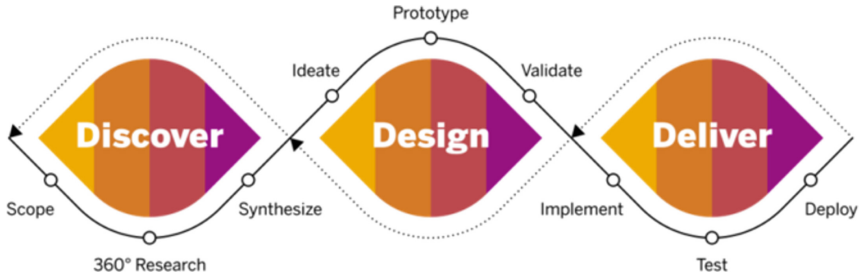 Prototype
Ideate
Validate
Discover
Design
Deliver
Scope
Synthesize
Implement
Deploy
360° Research
Test